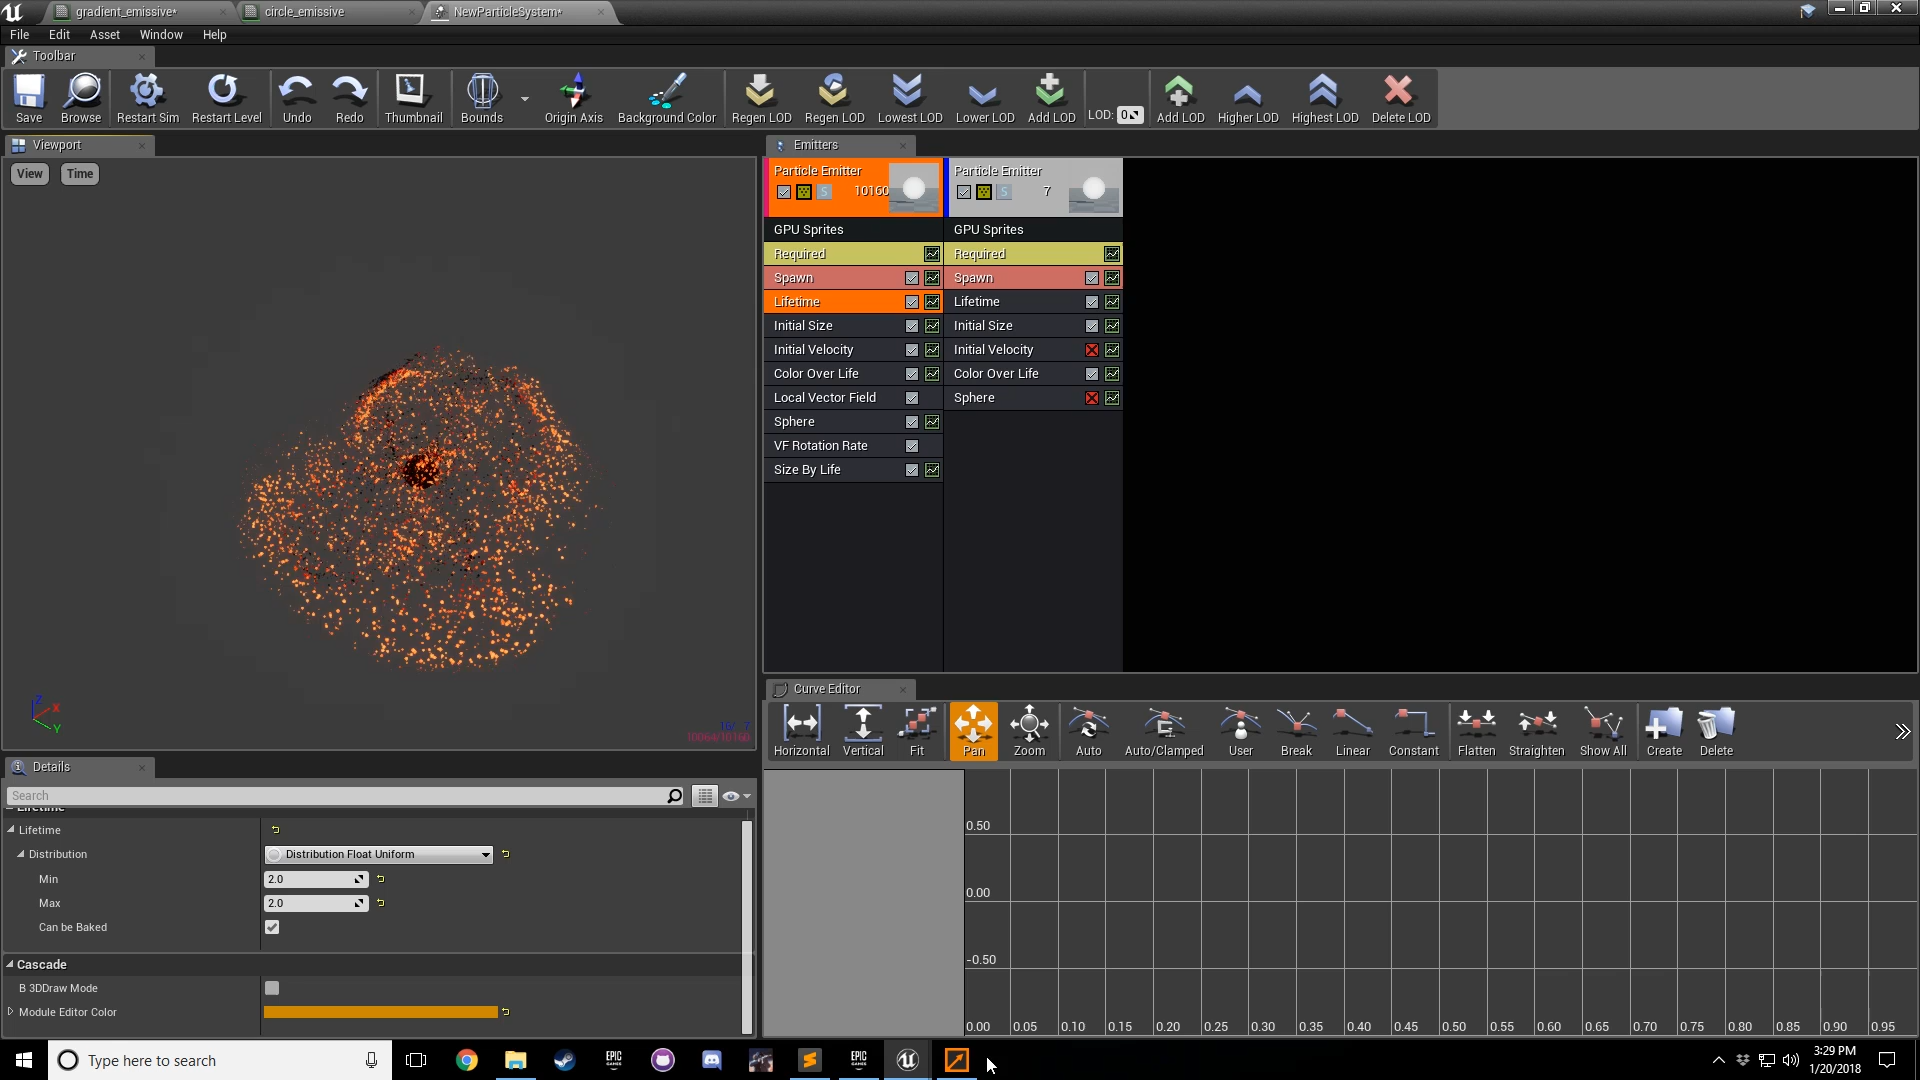 gradient_emissive*
circle_emissive
NewParticleSystem*
File Edit Asset Window Help
Toolbar
Save Browse Restart Sim Restart Level Undo Redo Thumbnail Bounds Origin Axis Background Color Regen LOD Regen LOD Lowest LOD Lower LOD Add LOD LOD: 0 Add LOD Higher LOD Highest LOD Delete LOD
Viewport
View Time
Emitters
Particle Emitter
S 10160
GPU Sprites
Required
Spawn
Lifetime
Initial Size
Initial Velocity
Color Over Life
Local Vector Field
Sphere
VF Rotation Rate
Size By Life
Particle Emitter
S 7
GPU Sprites
Required
Spawn
Lifetime
Initial Size
Initial Velocity
Color Over Life
Sphere
Z X Y
10064/10160
Curve Editor
Horizontal Vertical Fit Pan Zoom Auto Auto/Clamped User Break Linear Constant Flatten Straighten Show All Create Delete
0.50
0.00
-0.50
0.00 0.05 0.10 0.15 0.20 0.25 0.30 0.35 0.40 0.45 0.50 0.55 0.60 0.65 0.70 0.75 0.80 0.85 0.90 0.95
Details
Search
Lifetime
Lifetime
Distribution Distribution Float Uniform
Min 2.0
Max 2.0
Can be Baked
Cascade
B 3DDraw Mode
Module Editor Color
Type here to search
EPIC GAMES
EPIC GAMES
3:29 PM
1/20/2018